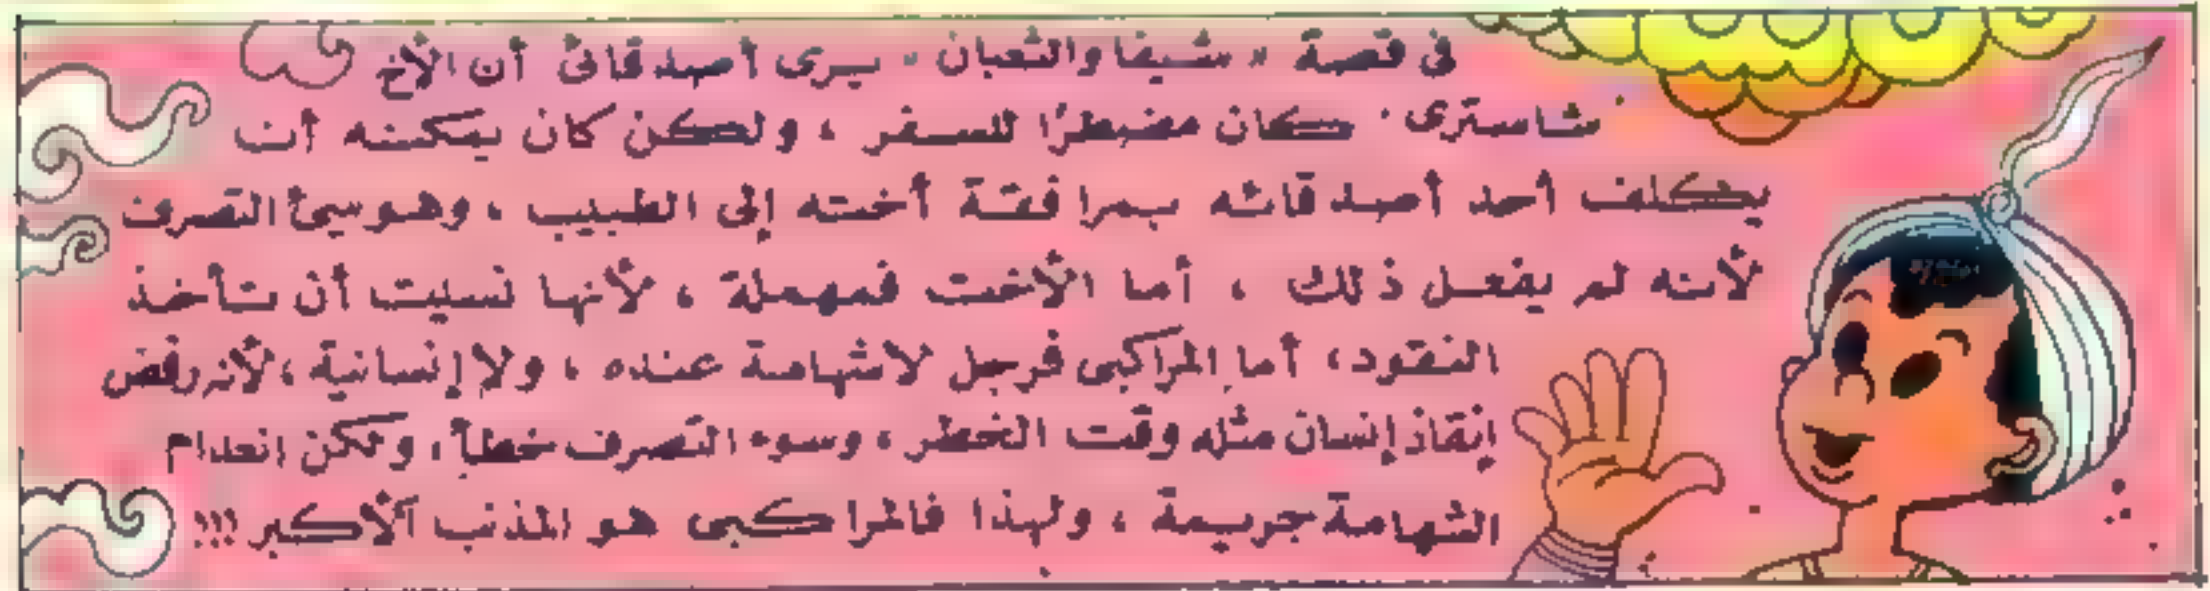 فى قصة " شيفا والثعبان " يرى أصدقائى أن الأخ
شاسترى . كان مضطرًا للسفر ، ولكن كان يمكنه أن
يكلف أحد أصدقائه بمرافقة أخته إلى الطبيب ، وهو سيئ التصرف
لأنه لم يفعل ذلك ، أما الأخت فمهملة ، لأنها نسيت أن تأخذ
النقود ، أما المراكبى فرجل لا شهامة عنده ، ولا إنسانية ، لأنه رفض
إنقاذ إنسان مثله وقت الخطر ، وسوء التصرف خطأ ، ولكن انعدام
الشهامة جريمة ، ولهذا فالمراكبى هو المذنب الأكبر !!!